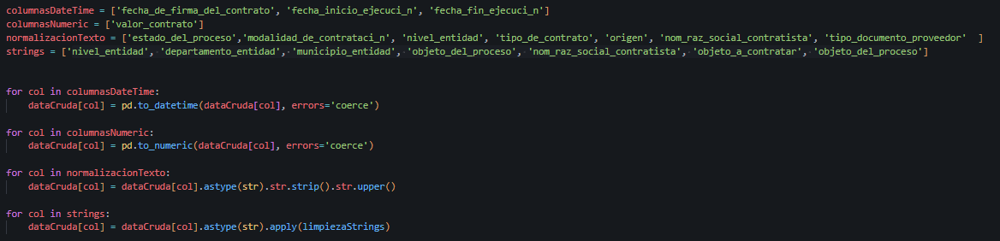 columnasDateTime = ['fecha_de_firma_del_contrato', 'fecha_inicio_ejecuci_n', 'fecha_fin_ejecuci_n']
columnasNumeric = ['valor_contrato']
normalizacionTexto = ['estado_del_proceso','modalidad_de_contrataci_n', 'nivel_entidad', 'tipo_de_contrato', 'origen', 'nom_raz_social_contratista', 'tipo_documento_proveedor'  ]
strings = ['nivel_entidad', 'departamento_entidad', 'municipio_entidad', 'objeto_del_proceso', 'nom_raz_social_contratista', 'objeto_a_contratar', 'objeto_del_proceso']
for col in columnasDateTime:
    dataCruda[col] = pd.to_datetime(dataCruda[col], errors='coerce')
for col in columnasNumeric:
    dataCruda[col] = pd.to_numeric(dataCruda[col], errors='coerce')
for col in normalizacionTexto:
    dataCruda[col] = dataCruda[col].astype(str).str.strip().str.upper()
for col in strings:
    dataCruda[col] = dataCruda[col].astype(str).apply(limpiezaStrings)